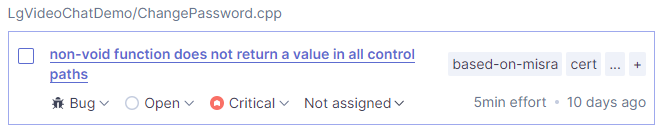 LgVideoChatDemo/ChangePassword.cpp
non-void function does not return a value in all control
paths
based-on-misra cert ... +
Bug Open Critical Not assigned
5min effort • 10 days ago